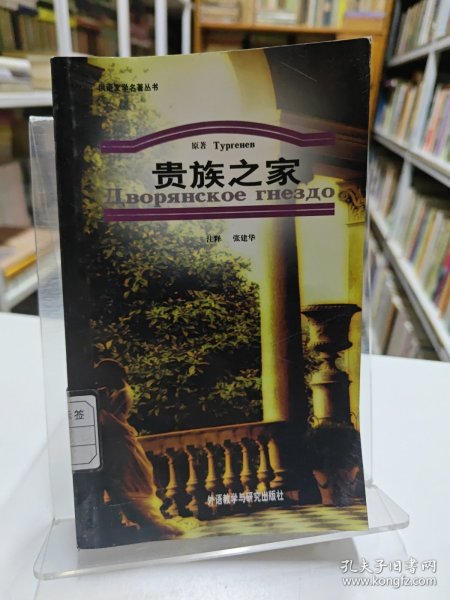 俄语文学名著丛书
原著 Тургенев
贵族之家
Дворянское гнездо
注释 张建华
签
外语教学与研究出版社
孔夫子旧书网
www.kongfz.com